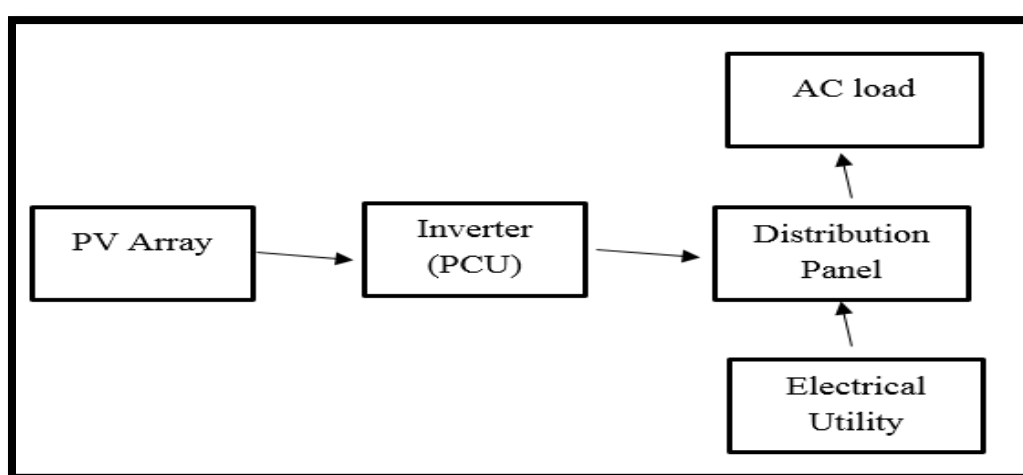 AC load
PV Array
Inverter
(PCU)
Distribution
Panel
Electrical
Utility